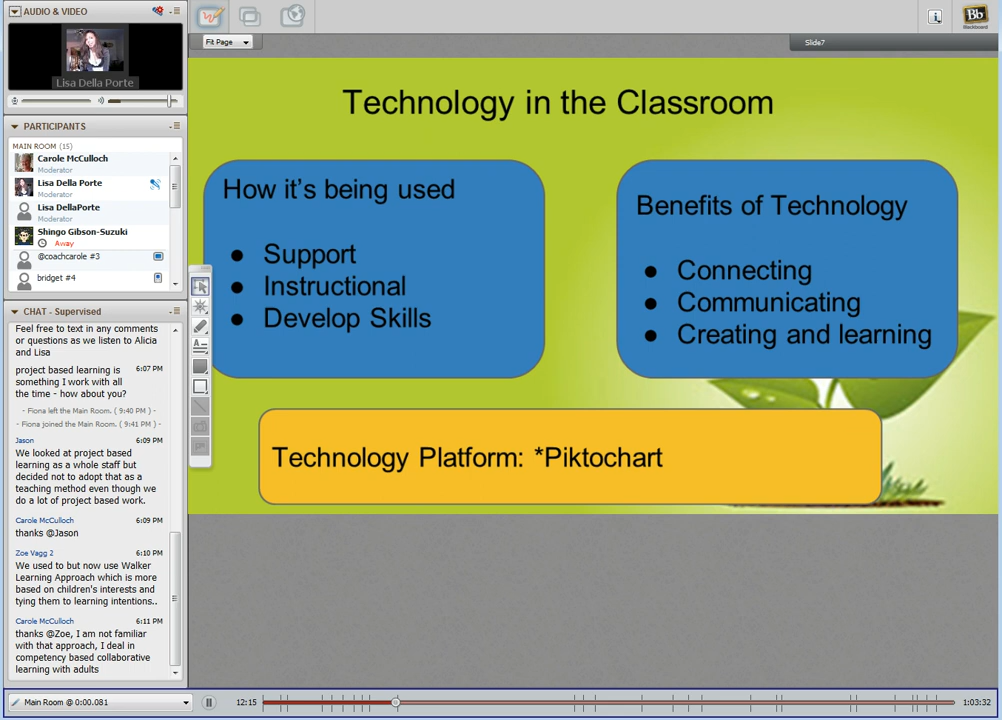 AUDIO & VIDEO
Lisa Della Porte
PARTICIPANTS
MAIN ROOM (15)
Carole McCulloch
Moderator
Lisa Della Porte
Moderator
Lisa DellaPorte
Moderator
Shingo Gibson-Suzuki
Away
@coachcarole #3
bridget #4
CHAT - Supervised
Feel free to text in any comments
or questions as we listen to Alicia
and Lisa
project based learning is 6:07 PM
something I work with all
the time - how about you?
- Fiona left the Main Room. ( 9:40 PM ) -
- Fiona joined the Main Room. ( 9:41 PM ) -
Jason 6:09 PM
We looked at project based
learning as a whole staff but
decided not to adopt that as a
teaching method even though we
do a lot of project based work.
Carole McCulloch 6:09 PM
thanks @Jason
Zoe Vagg 2 6:10 PM
We used to but now use Walker
Learning Approach which is more
based on children's interests and
tying them to learning intentions..
Carole McCulloch 6:11 PM
thanks @Zoe, I am not familiar
with that approach, I deal in
competency based collaborative
learning with adults
Bb
Blackboard
Fit Page
Slide7
Technology in the Classroom
How it's being used
● Support
● Instructional
● Develop Skills
Benefits of Technology
● Connecting
● Communicating
● Creating and learning
Technology Platform: *Piktochart
Main Room @ 0:00.081
12:15
1:03:32